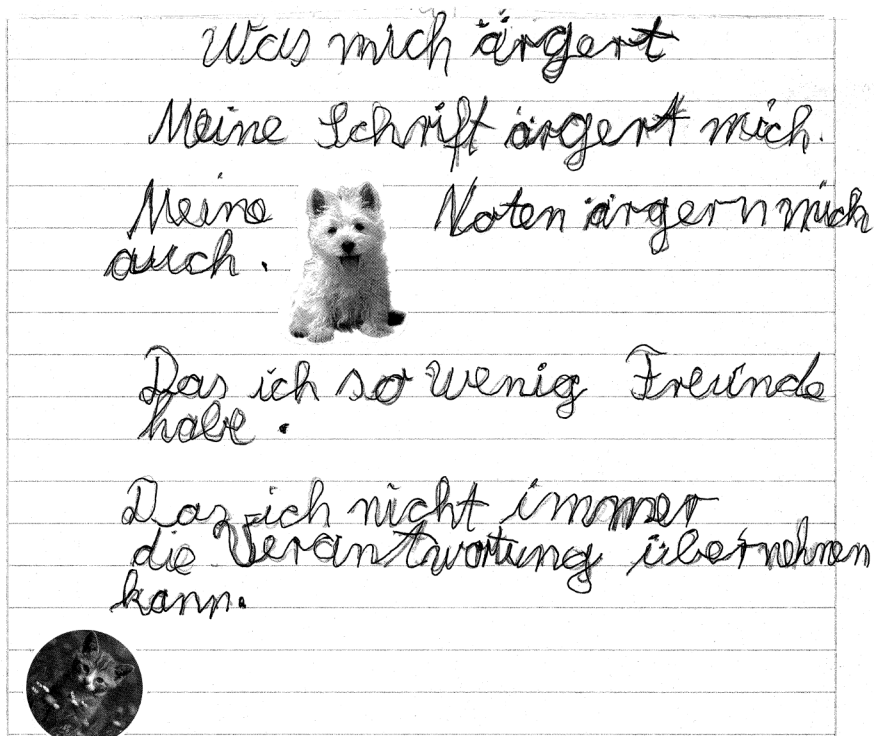 Was mich ärgert
Meine Schrift ärgert mich.
Meine Noten ärgern mich
auch.
Das ich so wenig Freunde
habe.
Das ich nicht immer
die Verantwortung übernehmen
kann.